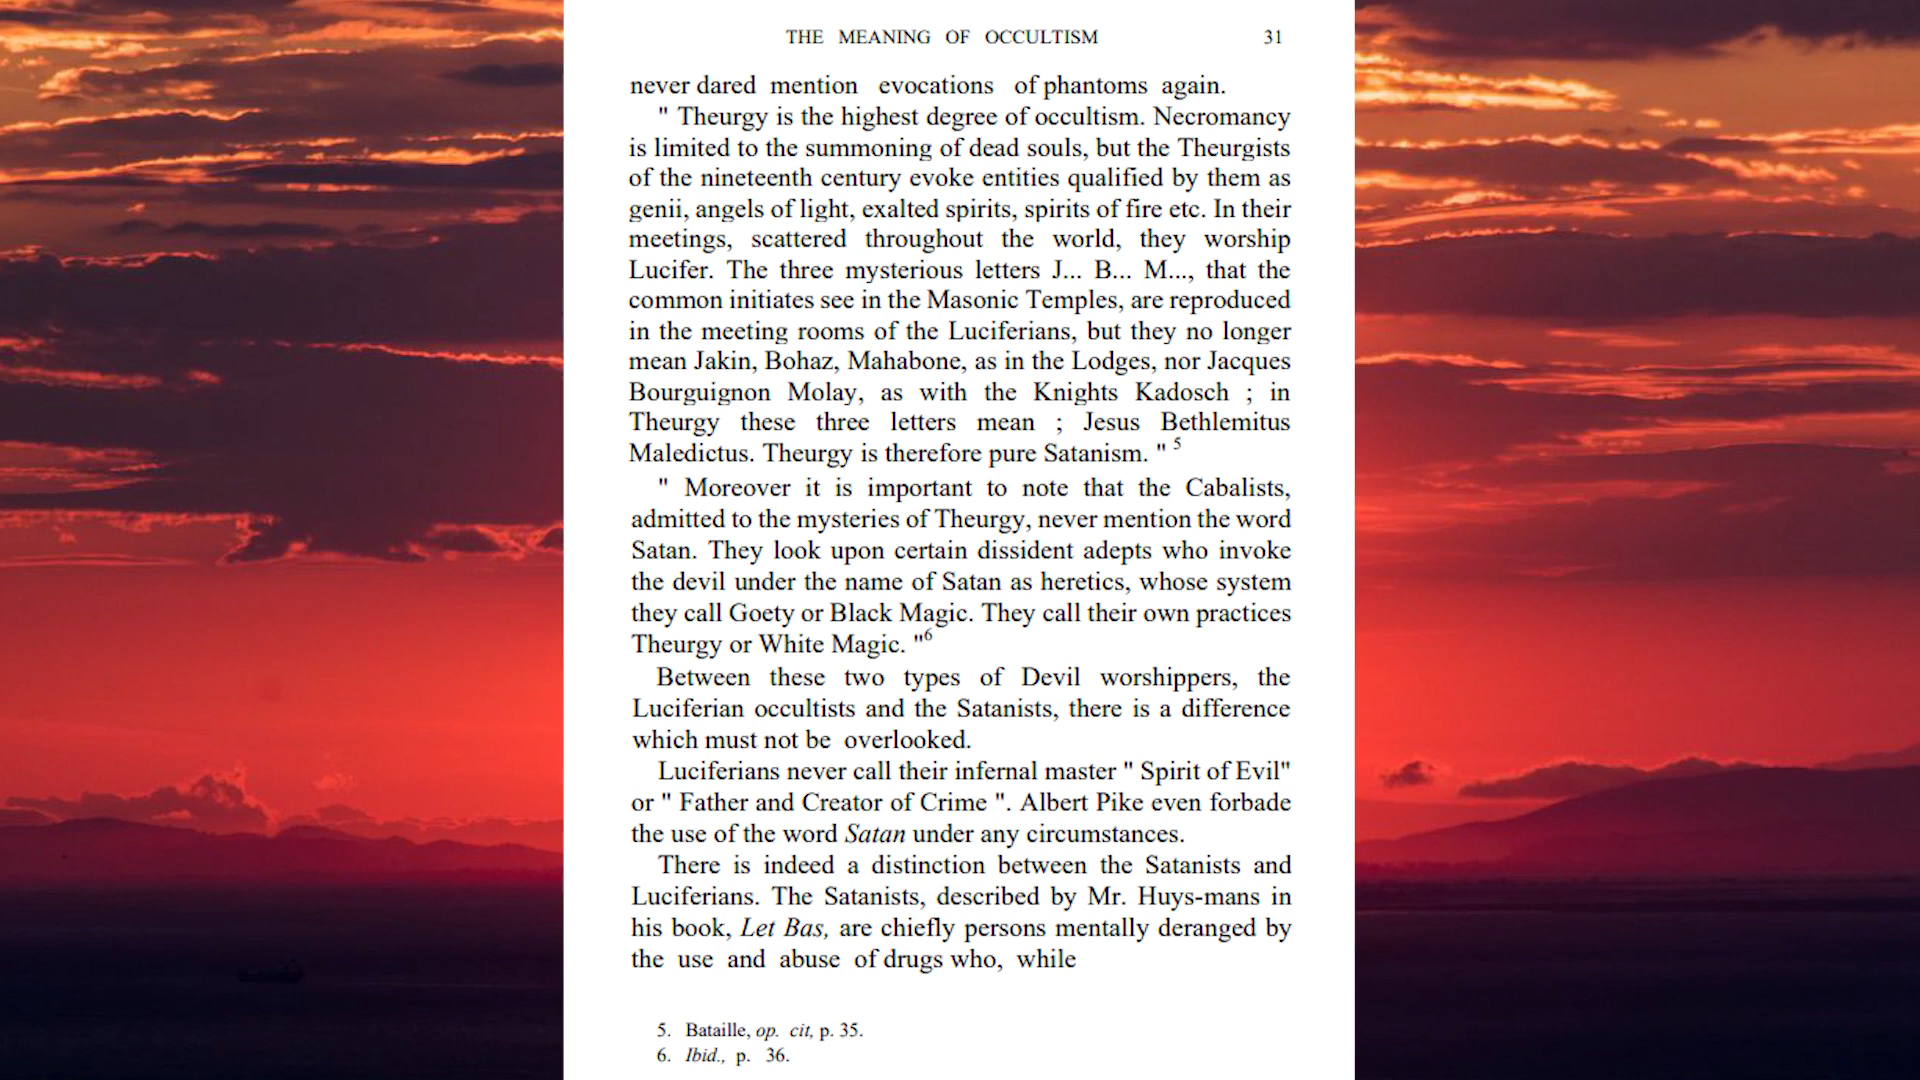 THE MEANING OF OCCULTISM 31
never dared mention evocations of phantoms again.
" Theurgy is the highest degree of occultism. Necromancy
is limited to the summoning of dead souls, but the Theurgists
of the nineteenth century evoke entities qualified by them as
genii, angels of light, exalted spirits, spirits of fire etc. In their
meetings, scattered throughout the world, they worship
Lucifer. The three mysterious letters J... B... M..., that the
common initiates see in the Masonic Temples, are reproduced
in the meeting rooms of the Luciferians, but they no longer
mean Jakin, Bohaz, Mahabone, as in the Lodges, nor Jacques
Bourguignon Molay, as with the Knights Kadosch ; in
Theurgy these three letters mean ; Jesus Bethlemitus
Maledictus. Theurgy is therefore pure Satanism. " 5
" Moreover it is important to note that the Cabalists,
admitted to the mysteries of Theurgy, never mention the word
Satan. They look upon certain dissident adepts who invoke
the devil under the name of Satan as heretics, whose system
they call Goety or Black Magic. They call their own practices
Theurgy or White Magic. "6
Between these two types of Devil worshippers, the
Luciferian occultists and the Satanists, there is a difference
which must not be overlooked.
Luciferians never call their infernal master " Spirit of Evil"
or " Father and Creator of Crime ". Albert Pike even forbade
the use of the word Satan under any circumstances.
There is indeed a distinction between the Satanists and
Luciferians. The Satanists, described by Mr. Huys-mans in
his book, Let Bas, are chiefly persons mentally deranged by
the use and abuse of drugs who, while
5. Bataille, op. cit, p. 35.
6. Ibid., p. 36.